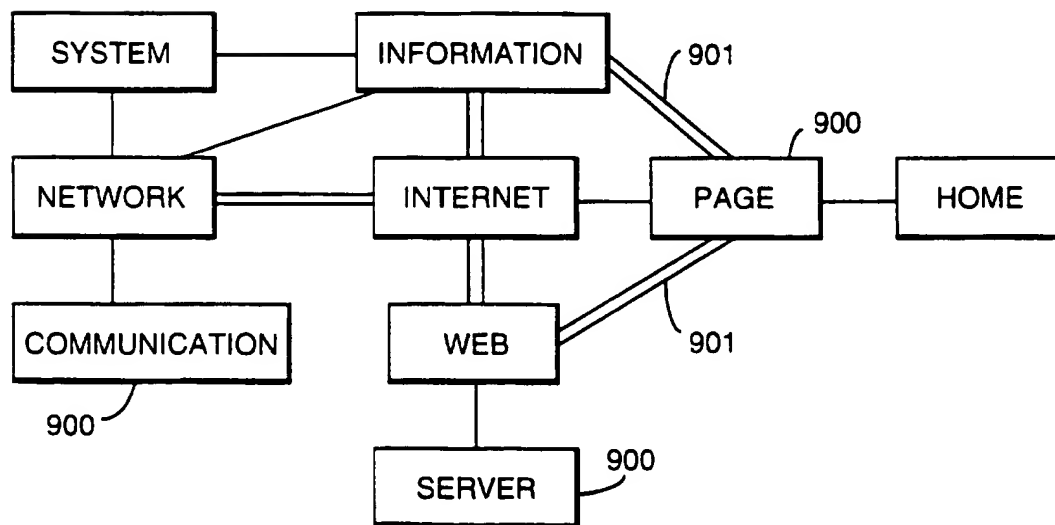 SYSTEM
INFORMATION
901
900
NETWORK
INTERNET
PAGE
HOME
COMMUNICATION
WEB
901
900
SERVER
900